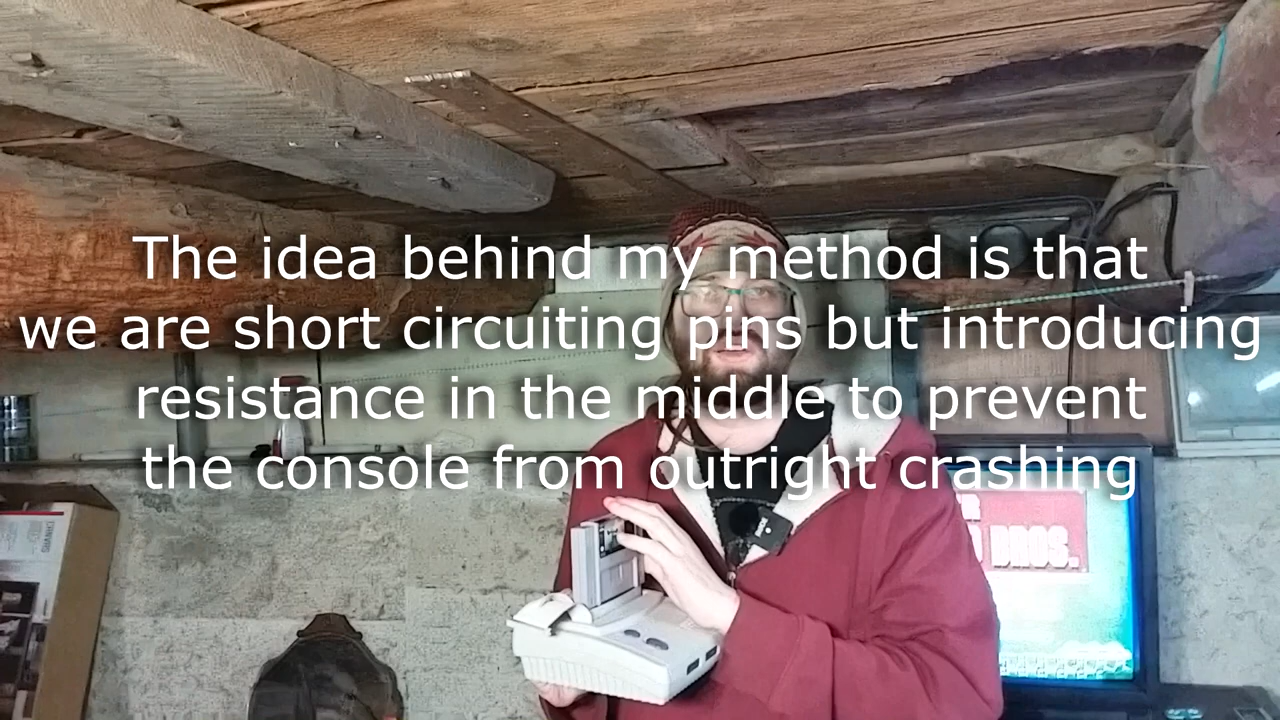 The idea behind my method is that
we are short circuiting pins but introducing
resistance in the middle to prevent
the console from outright crashing
BROS.